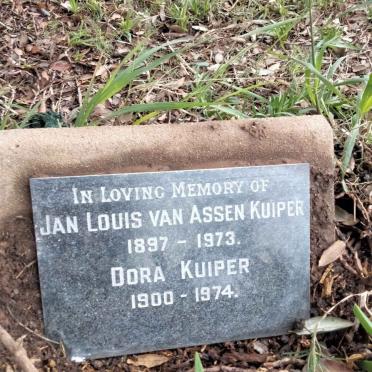 In Loving Memory of
Jan Louis van Assen Kuiper
1897 - 1973.
Dora Kuiper
1900 - 1974.